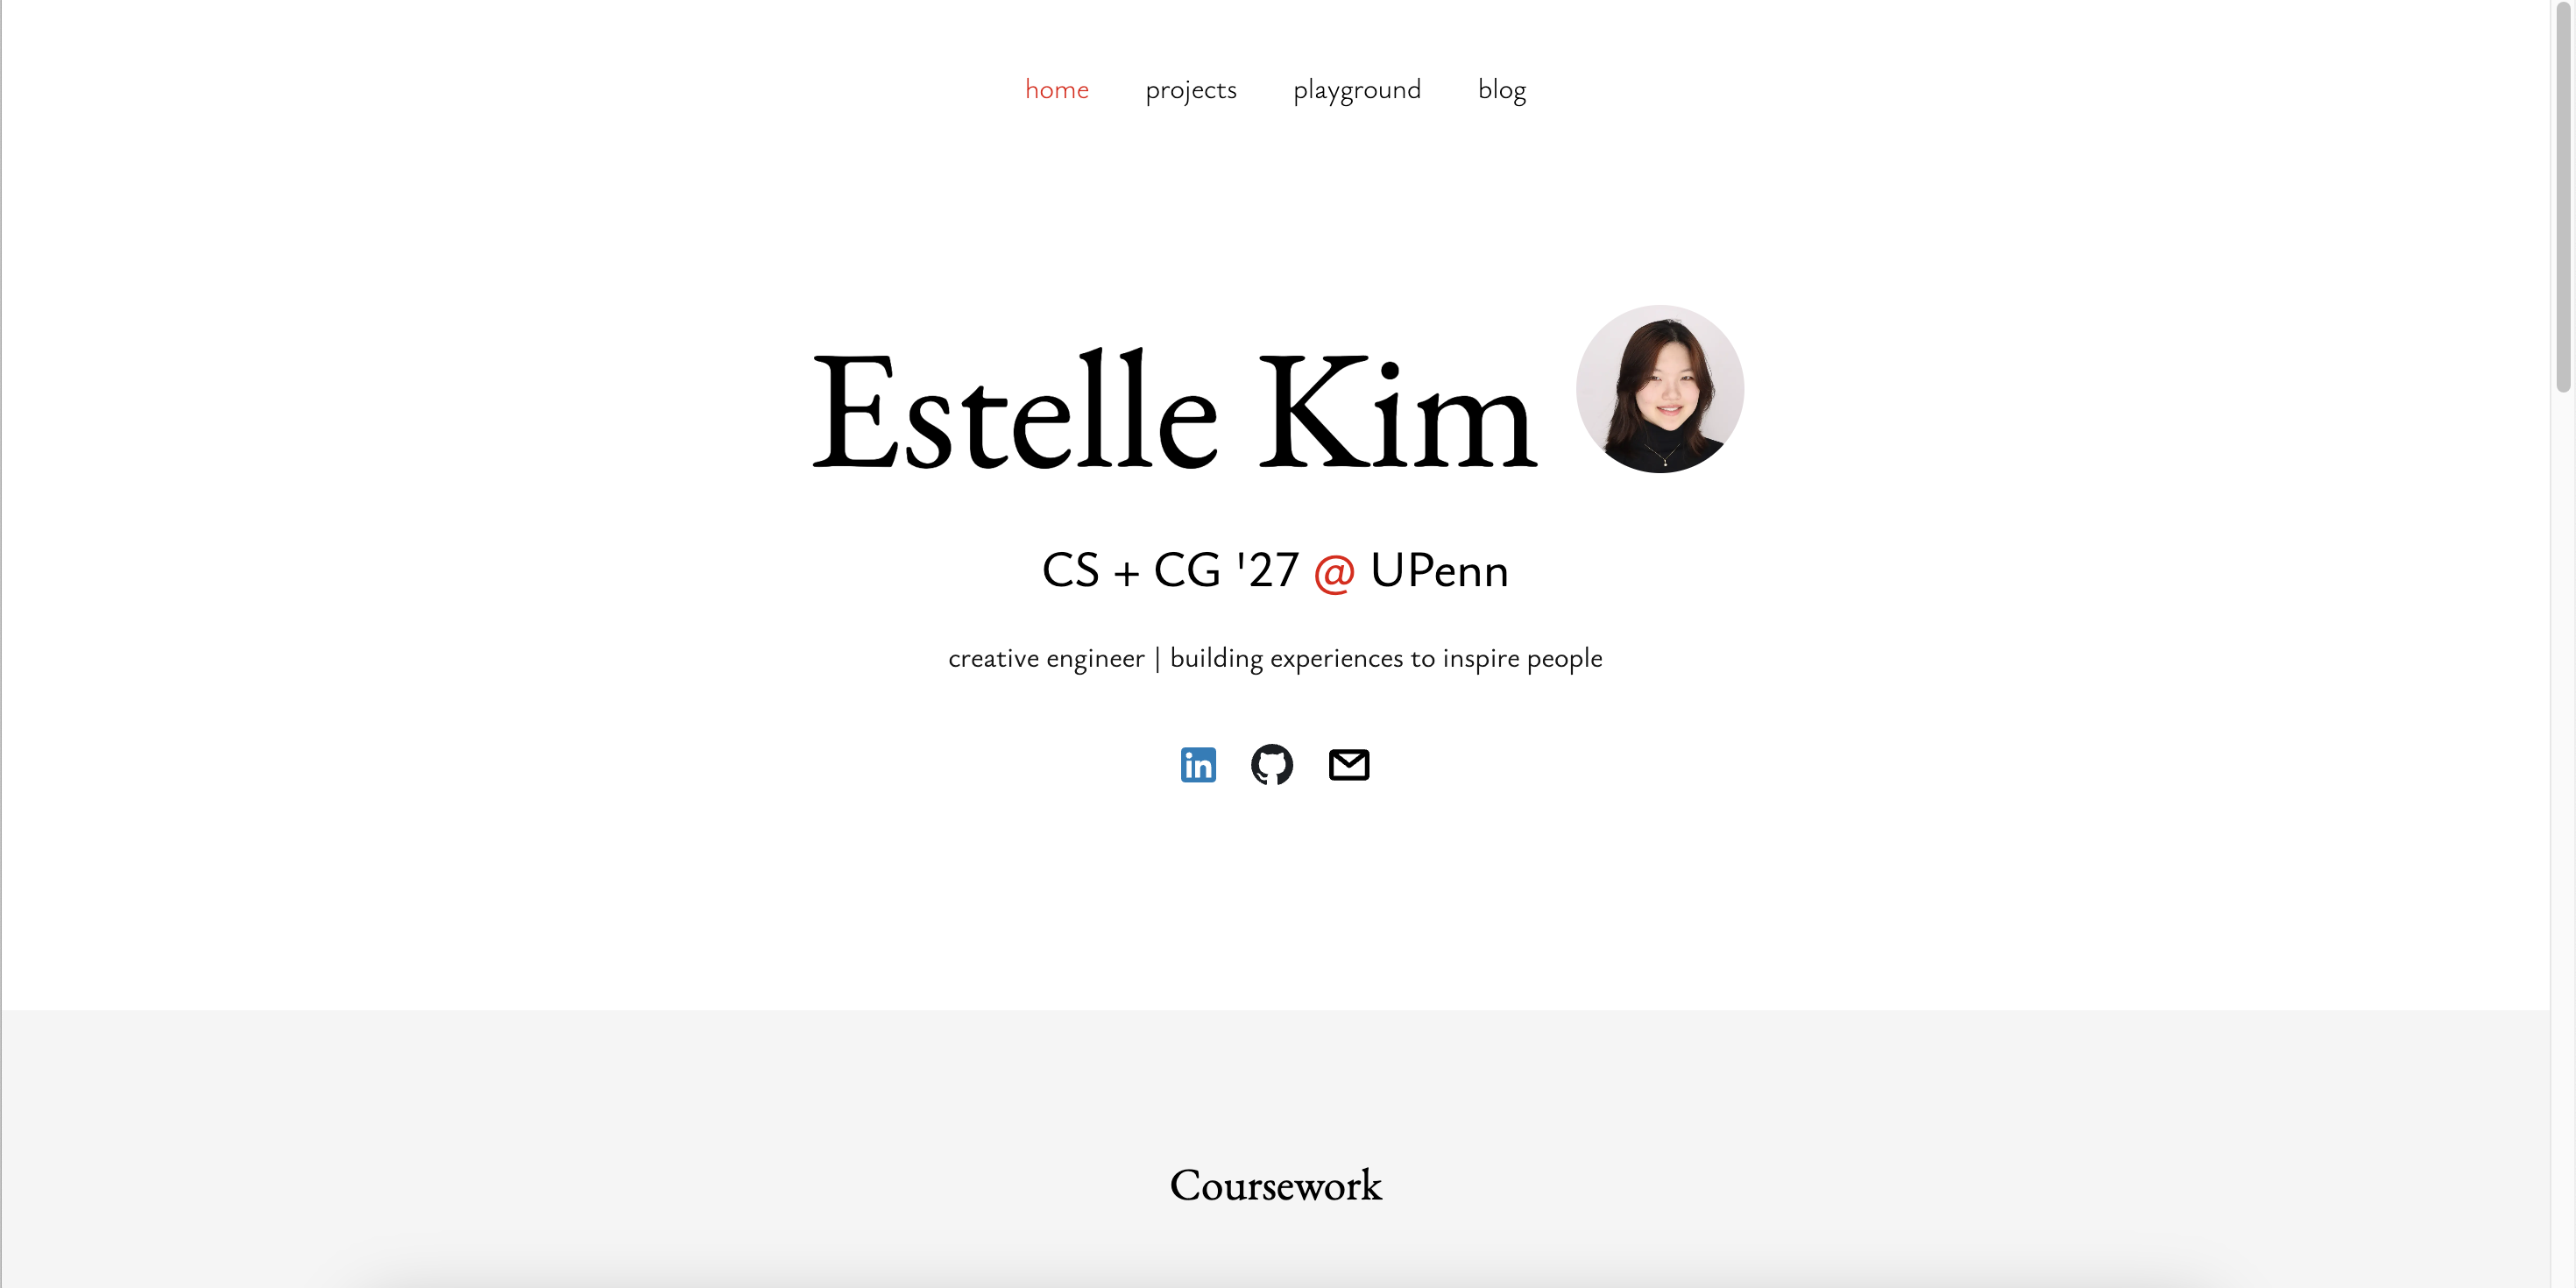 home projects playground blog
Estelle Kim
CS + CG '27 @ UPenn
creative engineer | building experiences to inspire people
in
Coursework